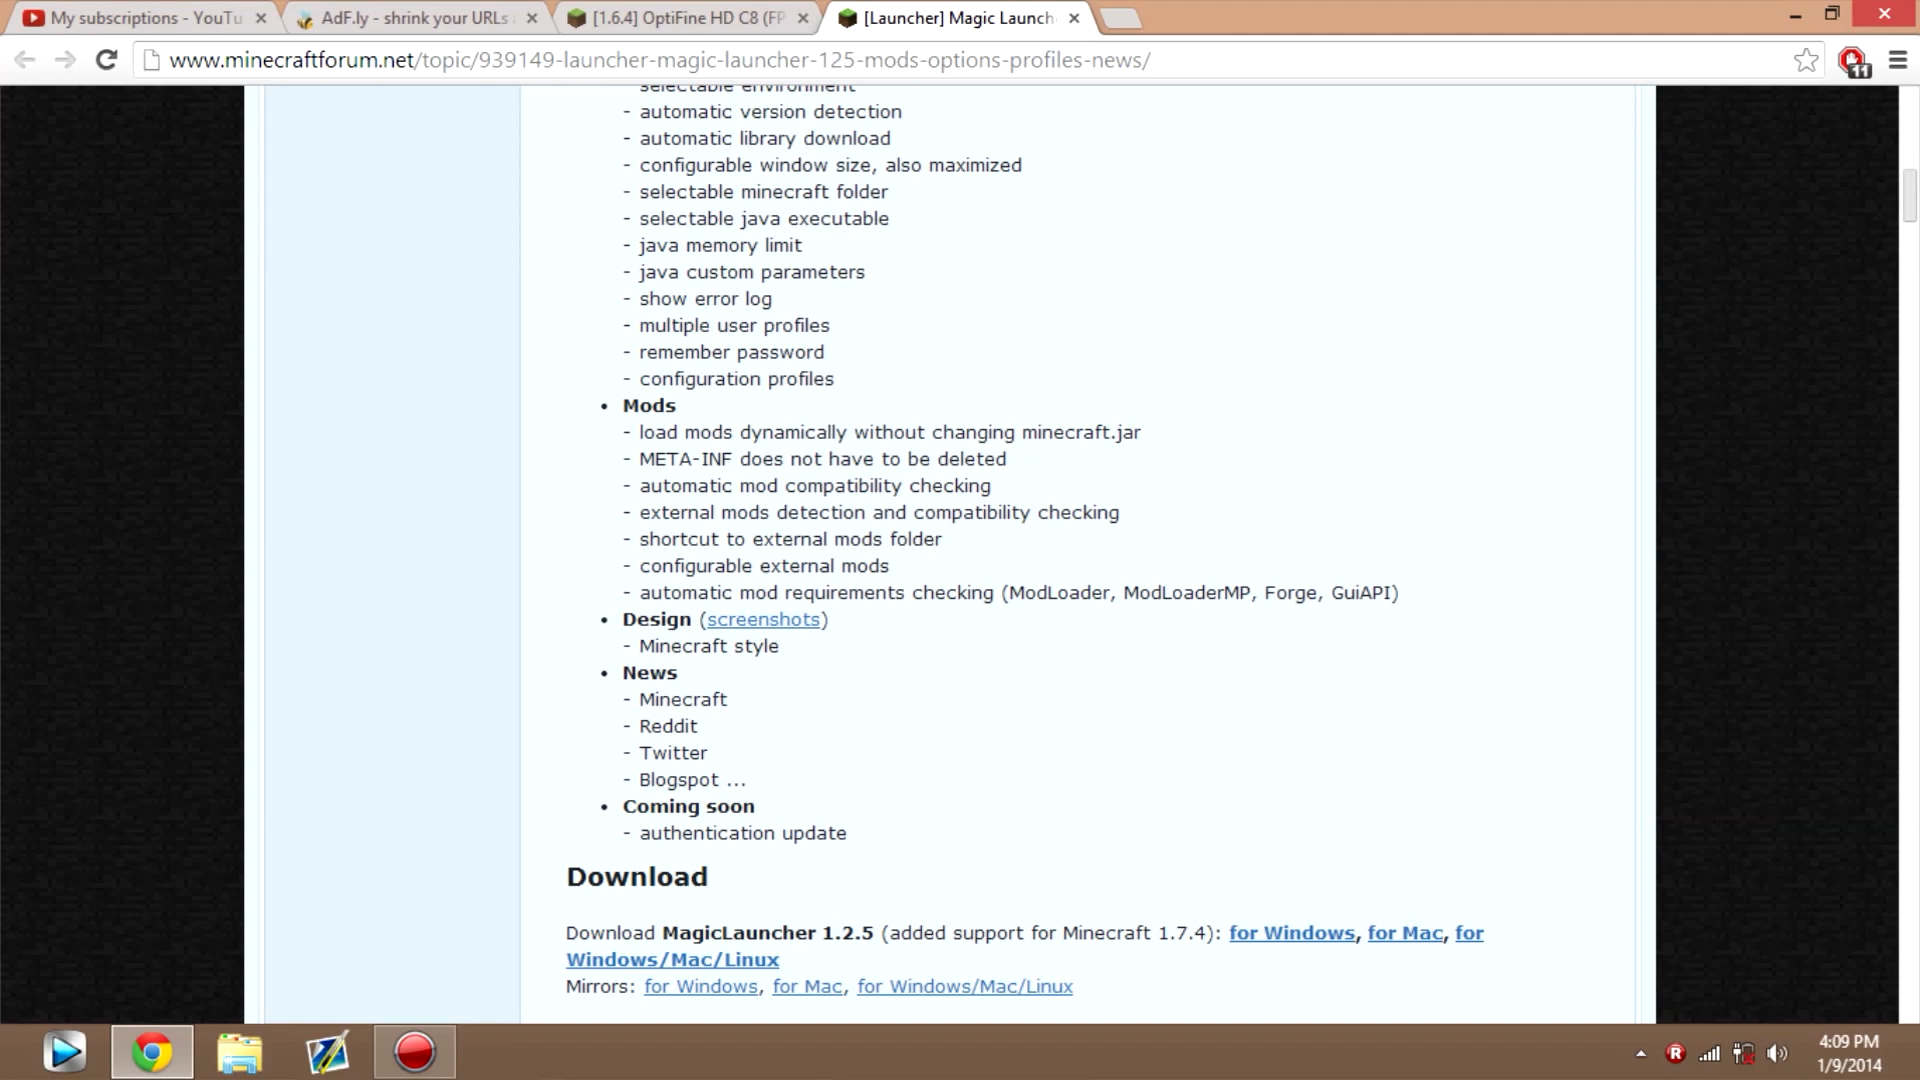 My subscriptions - YouTu
AdF.ly - shrink your URLs
[1.6.4] OptiFine HD C8 (FP
[Launcher] Magic Launch
www.minecraftforum.net/topic/939149-launcher-magic-launcher-125-mods-options-profiles-news/
11
- selectable environment
- automatic version detection
- automatic library download
- configurable window size, also maximized
- selectable minecraft folder
- selectable java executable
- java memory limit
- java custom parameters
- show error log
- multiple user profiles
- remember password
- configuration profiles
• Mods
- load mods dynamically without changing minecraft.jar
- META-INF does not have to be deleted
- automatic mod compatibility checking
- external mods detection and compatibility checking
- shortcut to external mods folder
- configurable external mods
- automatic mod requirements checking (ModLoader, ModLoaderMP, Forge, GuiAPI)
• Design (screenshots)
- Minecraft style
• News
- Minecraft
- Reddit
- Twitter
- Blogspot ...
• Coming soon
- authentication update
Download
Download MagicLauncher 1.2.5 (added support for Minecraft 1.7.4): for Windows, for Mac, for
Windows/Mac/Linux
Mirrors: for Windows, for Mac, for Windows/Mac/Linux
R
4:09 PM
1/9/2014